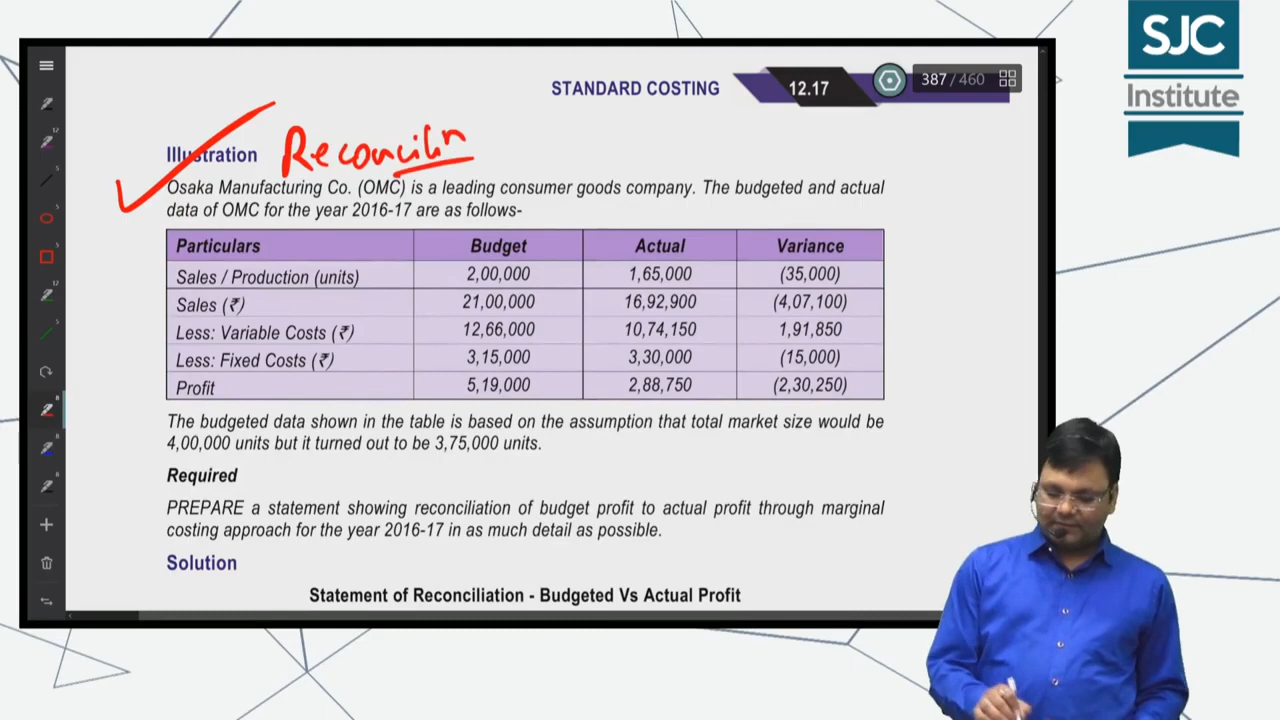 SJC
Institute
STANDARD COSTING
12.17
387 / 460
Illustration
Reconcilin
Osaka Manufacturing Co. (OMC) is a leading consumer goods company. The budgeted and actual
data of OMC for the year 2016-17 are as follows-
Particulars Budget Actual Variance
Sales / Production (units) 2,00,000 1,65,000 (35,000)
Sales (₹) 21,00,000 16,92,900 (4,07,100)
Less: Variable Costs (₹) 12,66,000 10,74,150 1,91,850
Less: Fixed Costs (₹) 3,15,000 3,30,000 (15,000)
Profit 5,19,000 2,88,750 (2,30,250)
The budgeted data shown in the table is based on the assumption that total market size would be
4,00,000 units but it turned out to be 3,75,000 units.
Required
PREPARE a statement showing reconciliation of budget profit to actual profit through marginal
costing approach for the year 2016-17 in as much detail as possible.
Solution
Statement of Reconciliation - Budgeted Vs Actual Profit